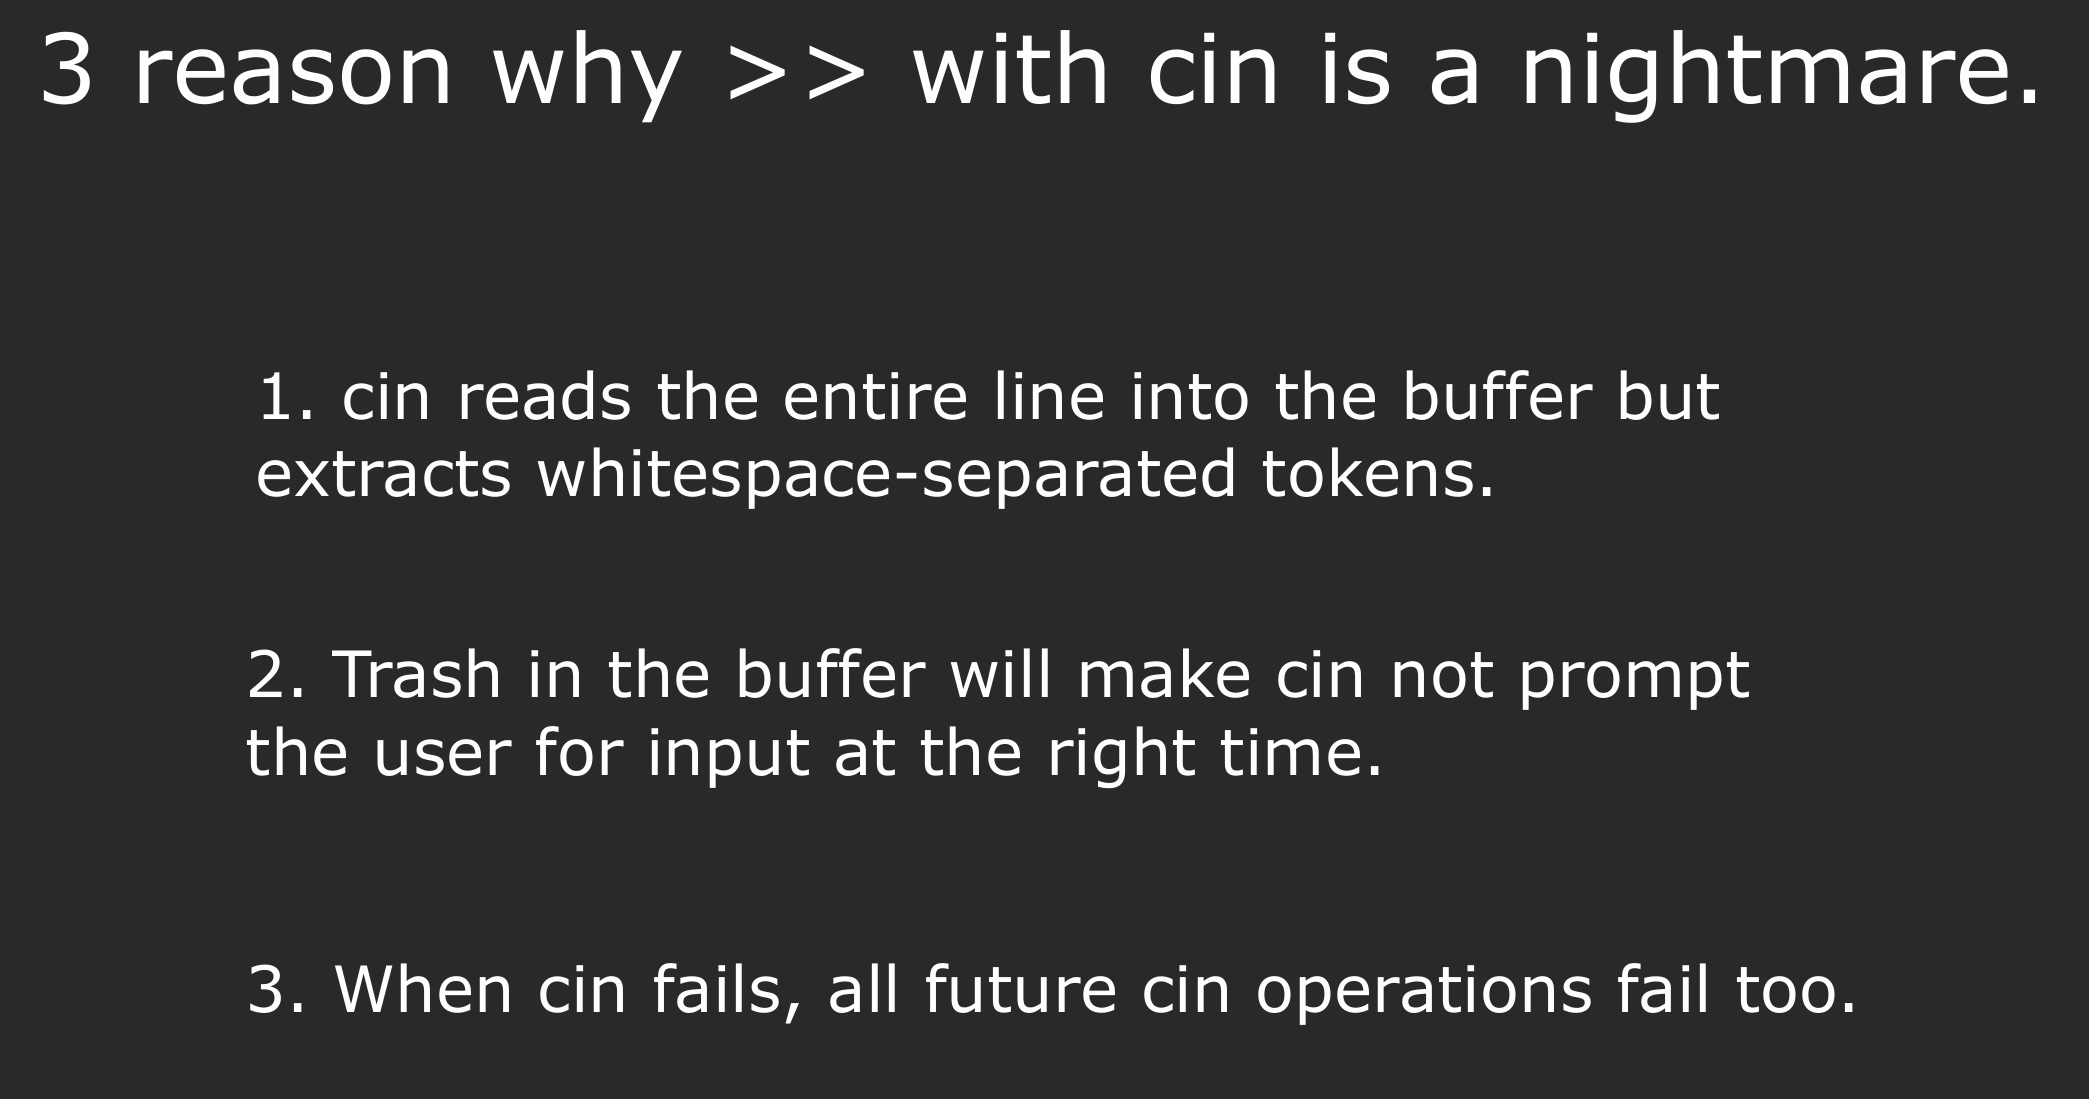 3 reason why >> with cin is a nightmare.
1. cin reads the entire line into the buffer but
extracts whitespace-separated tokens.
2. Trash in the buffer will make cin not prompt
the user for input at the right time.
3. When cin fails, all future cin operations fail too.